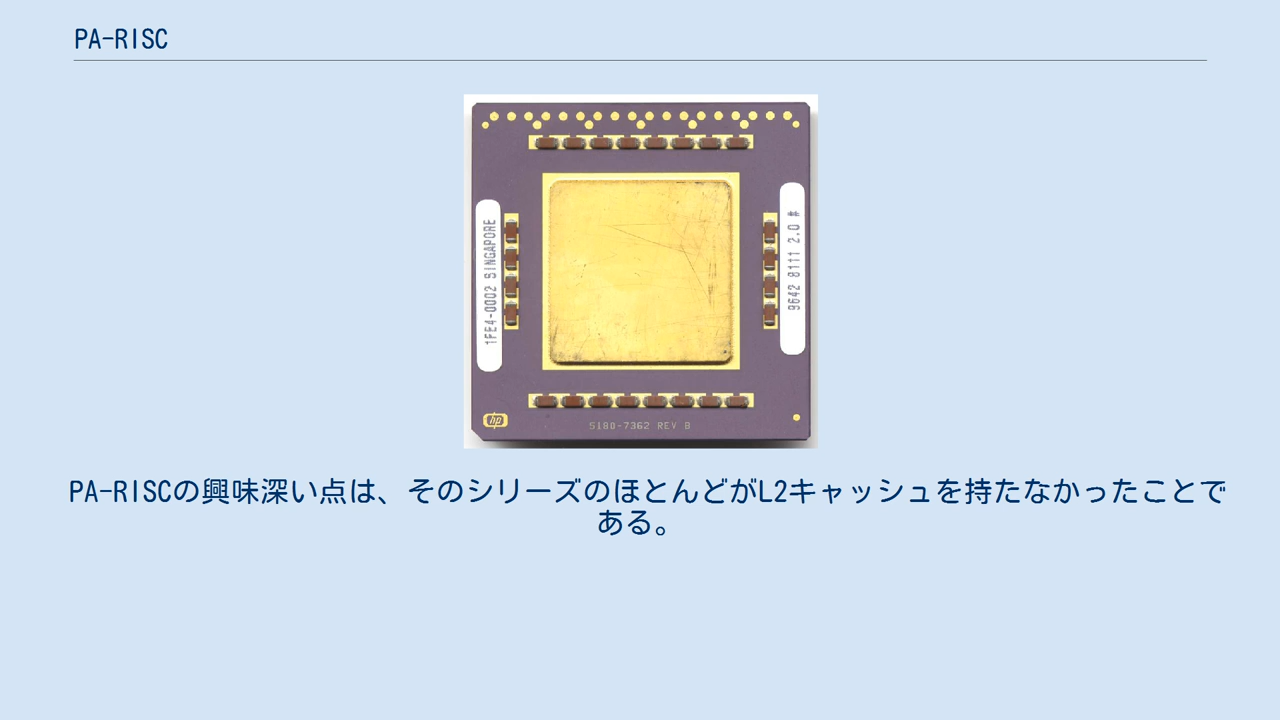 PA-RISC
1FE4-0002 SINGAPORE
9642 8111 2.0 #
hp
5180-7362 REV B
PA-RISCの興味深い点は、そのシリーズのほとんどがL2キャッシュを持たなかったことで
ある。